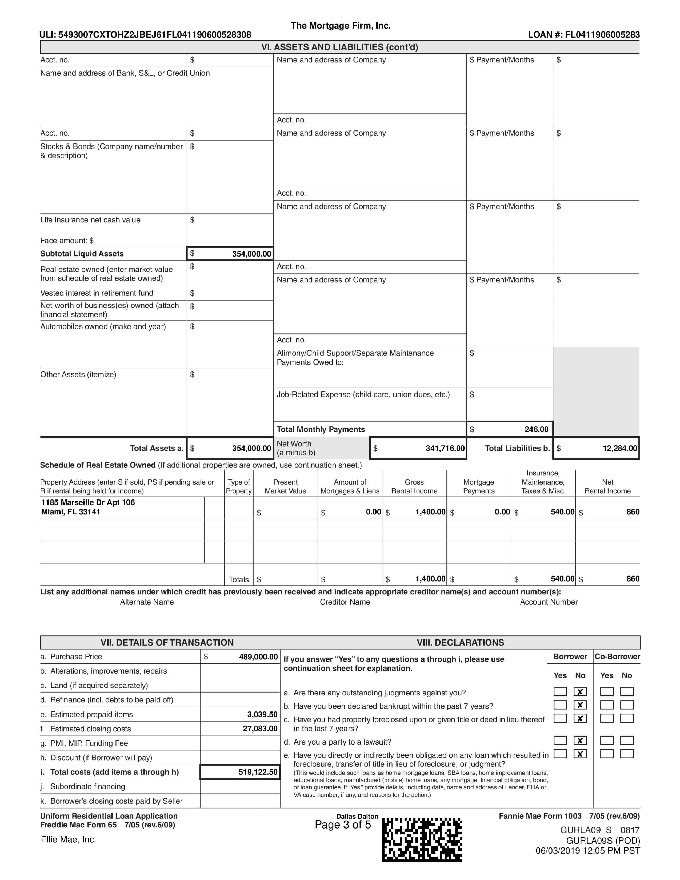 The Mortgage Firm, Inc.
ULI: 5493007CXTOHZ2JBEJ61FL041190600528308 LOAN #: FL0411906005283
VI. ASSETS AND LIABILITIES (cont'd)
Acct. no. $ Name and address of Company $ Payment/Months $
Name and address of Bank, S&L, or Credit Union
Acct. no.
Acct. no. $ Name and address of Company $ Payment/Months $
Stocks & Bonds (Company name/number $
& description)
Acct. no.
Name and address of Company $ Payment/Months $
Life insurance net cash value $
Face amount: $
Subtotal Liquid Assets $ 354,000.00
Real estate owned (enter market value $ Acct. no.
from schedule of real estate owned) Name and address of Company $ Payment/Months $
Vested interest in retirement fund $
Net worth of business(es) owned (attach $
financial statement)
Automobiles owned (make and year) $
Acct. no.
Alimony/Child Support/Separate Maintenance $
Payments Owed to:
Other Assets (itemize) $
Job-Related Expense (child care, union dues, etc.) $
Total Monthly Payments $ 246.00
Total Assets a. $ 354,000.00 Net Worth $ 341,716.00 Total Liabilities b. $ 12,284.00
(a minus b)
Schedule of Real Estate Owned (If additional properties are owned, use continuation sheet.)
Insurance,
Property Address (enter S if sold, PS if pending sale or Type of Present Amount of Gross Mortgage Maintenance, Net
R if rental being held for income) Property Market Value Mortgages & Liens Rental Income Payments Taxes & Misc. Rental Income
1185 Marseille Dr Apt 106
Miami, FL 33141 $ $ 0.00 $ 1,400.00 $ 0.00 $ 540.00 $ 860
Totals $ $ $ 1,400.00 $ $ 540.00 $ 860
List any additional names under which credit has previously been received and indicate appropriate creditor name(s) and account number(s):
Alternate Name Creditor Name Account Number
VII. DETAILS OF TRANSACTION VIII. DECLARATIONS
a. Purchase Price $ 489,000.00
b. Alterations, improvements, repairs
c. Land (if acquired separately)
d. Refinance (incl. debts to be paid off)
e. Estimated prepaid items 3,039.50
f. Estimated closing costs 27,083.00
g. PMI, MIP, Funding Fee
h. Discount (if Borrower will pay)
i. Total costs (add items a through h) 519,122.50
j. Subordinate financing
k. Borrower's closing costs paid by Seller
If you answer "Yes" to any questions a through i, please use Borrower Co-Borrower
continuation sheet for explanation. Yes No Yes No
a. Are there any outstanding judgments against you? X
b. Have you been declared bankrupt within the past 7 years? X
c. Have you had property foreclosed upon or given title or deed in lieu thereof X
in the last 7 years?
d. Are you a party to a lawsuit? X
e. Have you directly or indirectly been obligated on any loan which resulted in X
foreclosure, transfer of title in lieu of foreclosure, or judgment?
(This would include such loans as home mortgage loans, SBA loans, home improvement loans,
educational loans, manufactured (mobile) home loans, any mortgage, financial obligation, bond,
or loan guarantee. If "Yes" provide details, including date, name and address of Lender, FHA or
VA case number, if any, and reasons for the action.)
Uniform Residential Loan Application Dallas Dalton Fannie Mae Form 1003 7/05 (rev.6/09)
Freddie Mac Form 65 7/05 (rev.6/09) Page 3 of 5
GURLA09_S 0817
Ellie Mae, Inc. GURLA09S (POD)
06/03/2019 12:05 PM PST